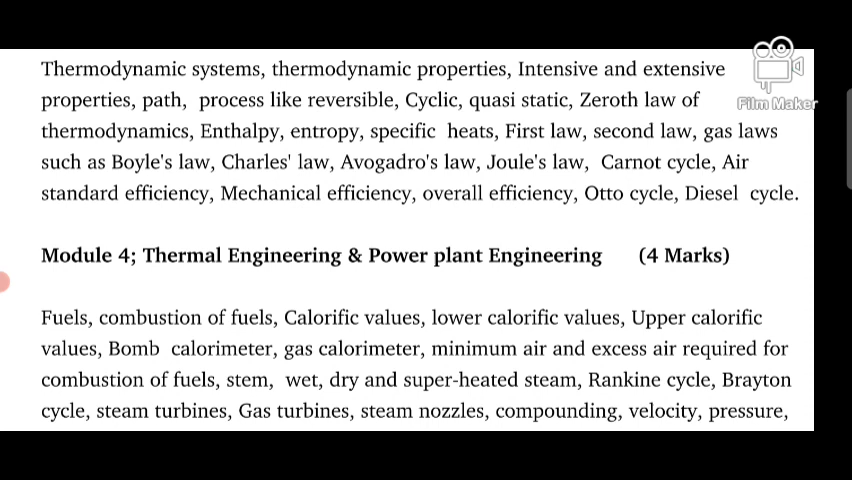 Thermodynamic systems, thermodynamic properties, Intensive and extensive
properties, path, process like reversible, Cyclic, quasi static, Zeroth law of
thermodynamics, Enthalpy, entropy, specific heats, First law, second law, gas laws
such as Boyle's law, Charles' law, Avogadro's law, Joule's law, Carnot cycle, Air
standard efficiency, Mechanical efficiency, overall efficiency, Otto cycle, Diesel cycle.
Module 4; Thermal Engineering & Power plant Engineering (4 Marks)
Fuels, combustion of fuels, Calorific values, lower calorific values, Upper calorific
values, Bomb calorimeter, gas calorimeter, minimum air and excess air required for
combustion of fuels, stem, wet, dry and super-heated steam, Rankine cycle, Brayton
cycle, steam turbines, Gas turbines, steam nozzles, compounding, velocity, pressure,
Film Maker